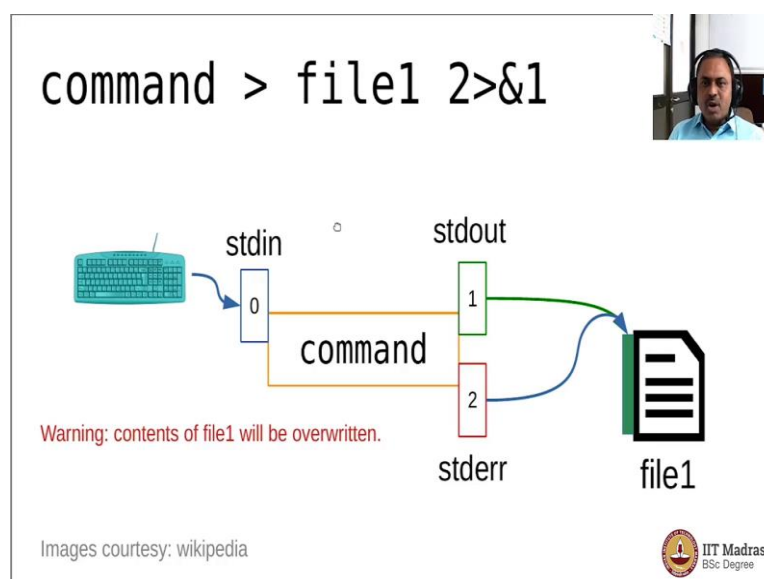 command > file1 2>&1
stdin
stdout
0
1
command
2
Warning: contents of file1 will be overwritten.
stderr
file1
Images courtesy: wikipedia
IIT Madras
BSc Degree